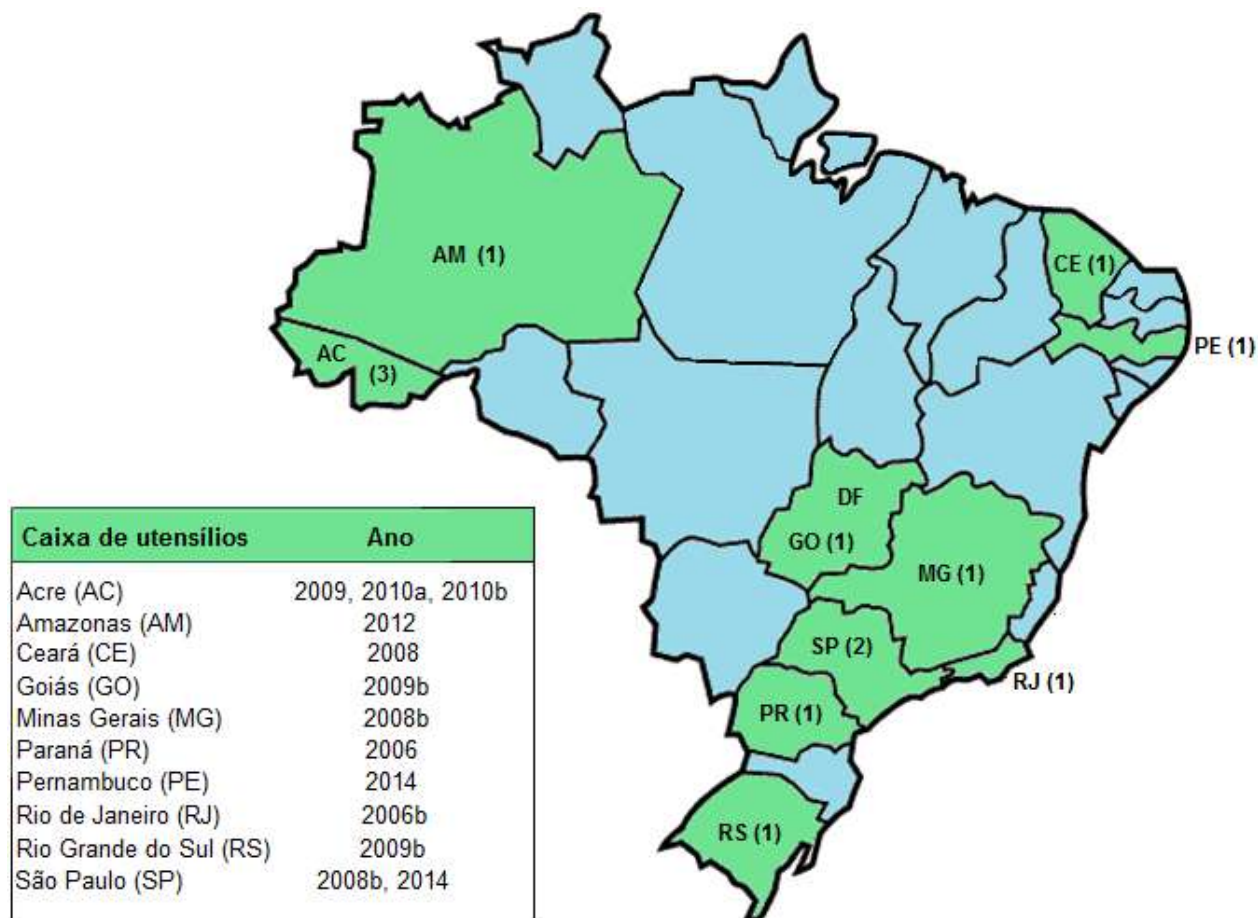 AM (1)
CE (1)
PE (1)
AC
(3)
DF
GO (1)
MG (1)
SP (2)
RJ (1)
PR (1)
RS (1)
Caixa de utensílios Ano
Acre (AC) 2009, 2010a, 2010b
Amazonas (AM) 2012
Ceará (CE) 2008
Goiás (GO) 2009b
Minas Gerais (MG) 2008b
Paraná (PR) 2006
Pernambuco (PE) 2014
Rio de Janeiro (RJ) 2006b
Rio Grande do Sul (RS) 2009b
São Paulo (SP) 2008b, 2014